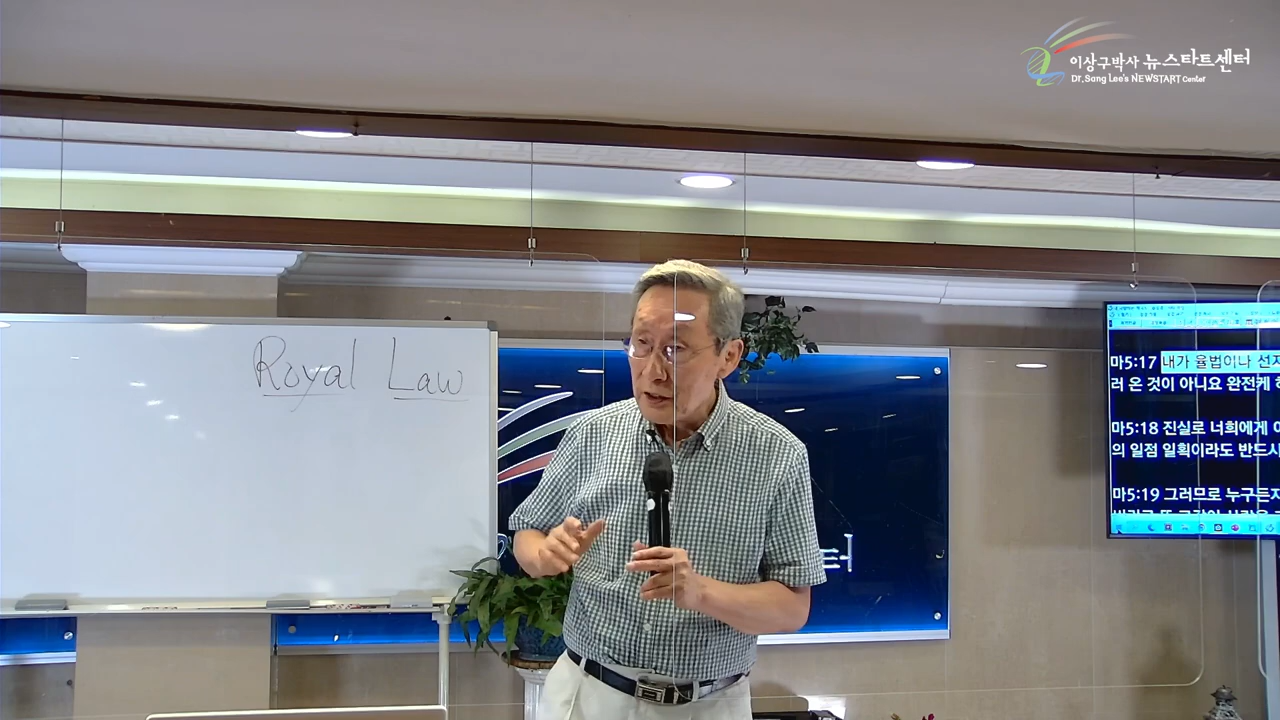 이상구박사 뉴스타트센터
Dr. Sang Lee's NEWSTART Center
Royal Law
마5:17 내가 율법이나 선지
러 온 것이 아니요 완전케 하
마5:18 진실로 너희에게 이
의 일점 일획이라도 반드시
마5:19 그러므로 누구든지
터